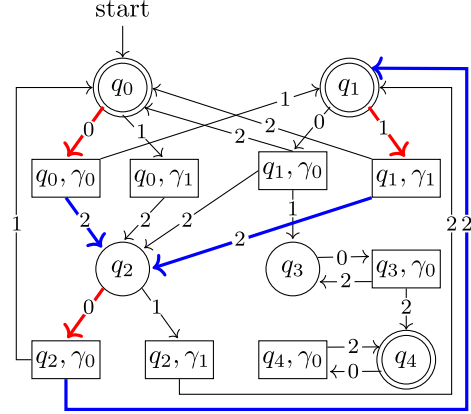 start
q₀ q₁
1
0 1 2 2 0 1
q₀, γ₀ q₀, γ₁ q₁, γ₀ q₁, γ₁
1 2 2 2 1 2 2 2
q₂ q₃ 0 q₃, γ₀
2
0 1 2
q₂, γ₀ q₂, γ₁ q₄, γ₀ 2 q₄
0